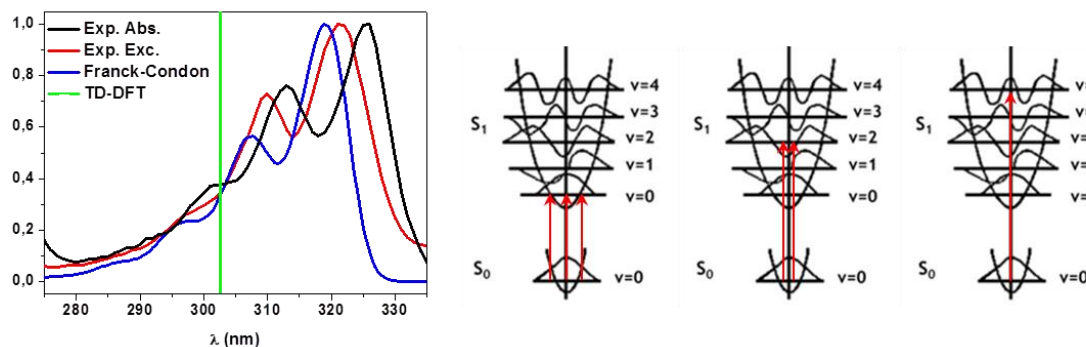 Exp. Abs.
Exp. Exc.
Franck-Condon
TD-DFT
1,0
0,8
0,6
0,4
0,2
0,0
280 290 300 310 320 330
λ (nm)
v=4
v=3
S₁
v=2
v=1
v=0
S₀
v=0
v=4
v=3
S₁
v=2
v=1
v=0
S₀
v=0
S₁
S₀